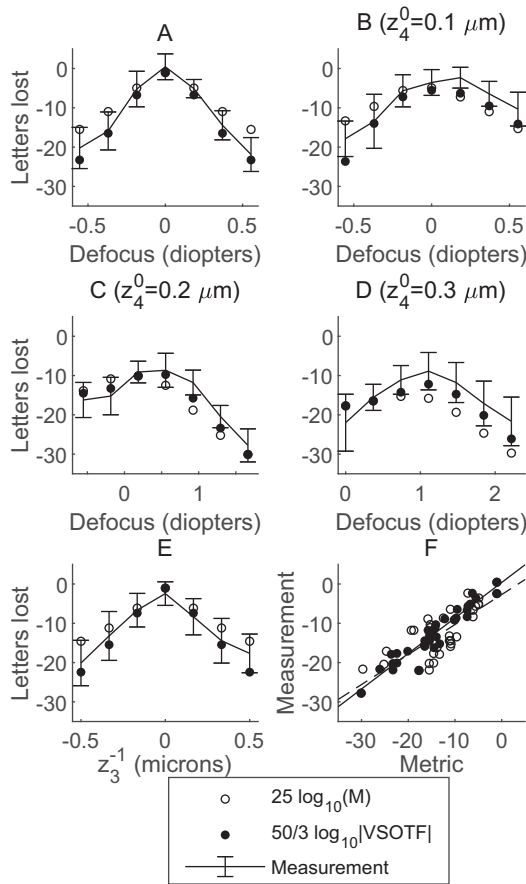 A
B (z₄⁰=0.1 μm)
Letters lost
0
-10
-20
-30
-0.5 0 0.5
Defocus (diopters)
0
-10
-20
-30
-0.5 0 0.5
Defocus (diopters)
C (z₄⁰=0.2 μm)
D (z₄⁰=0.3 μm)
Letters lost
0
-10
-20
-30
0 1
Defocus (diopters)
0
-10
-20
-30
0 1 2
Defocus (diopters)
E
F
Letters lost
0
-10
-20
-30
-0.5 0 0.5
z₃⁻¹ (microns)
Measurement
0
-10
-20
-30
-30 -20 -10 0
Metric
25 log₁₀(M)
50/3 log₁₀|VSOTF|
Measurement